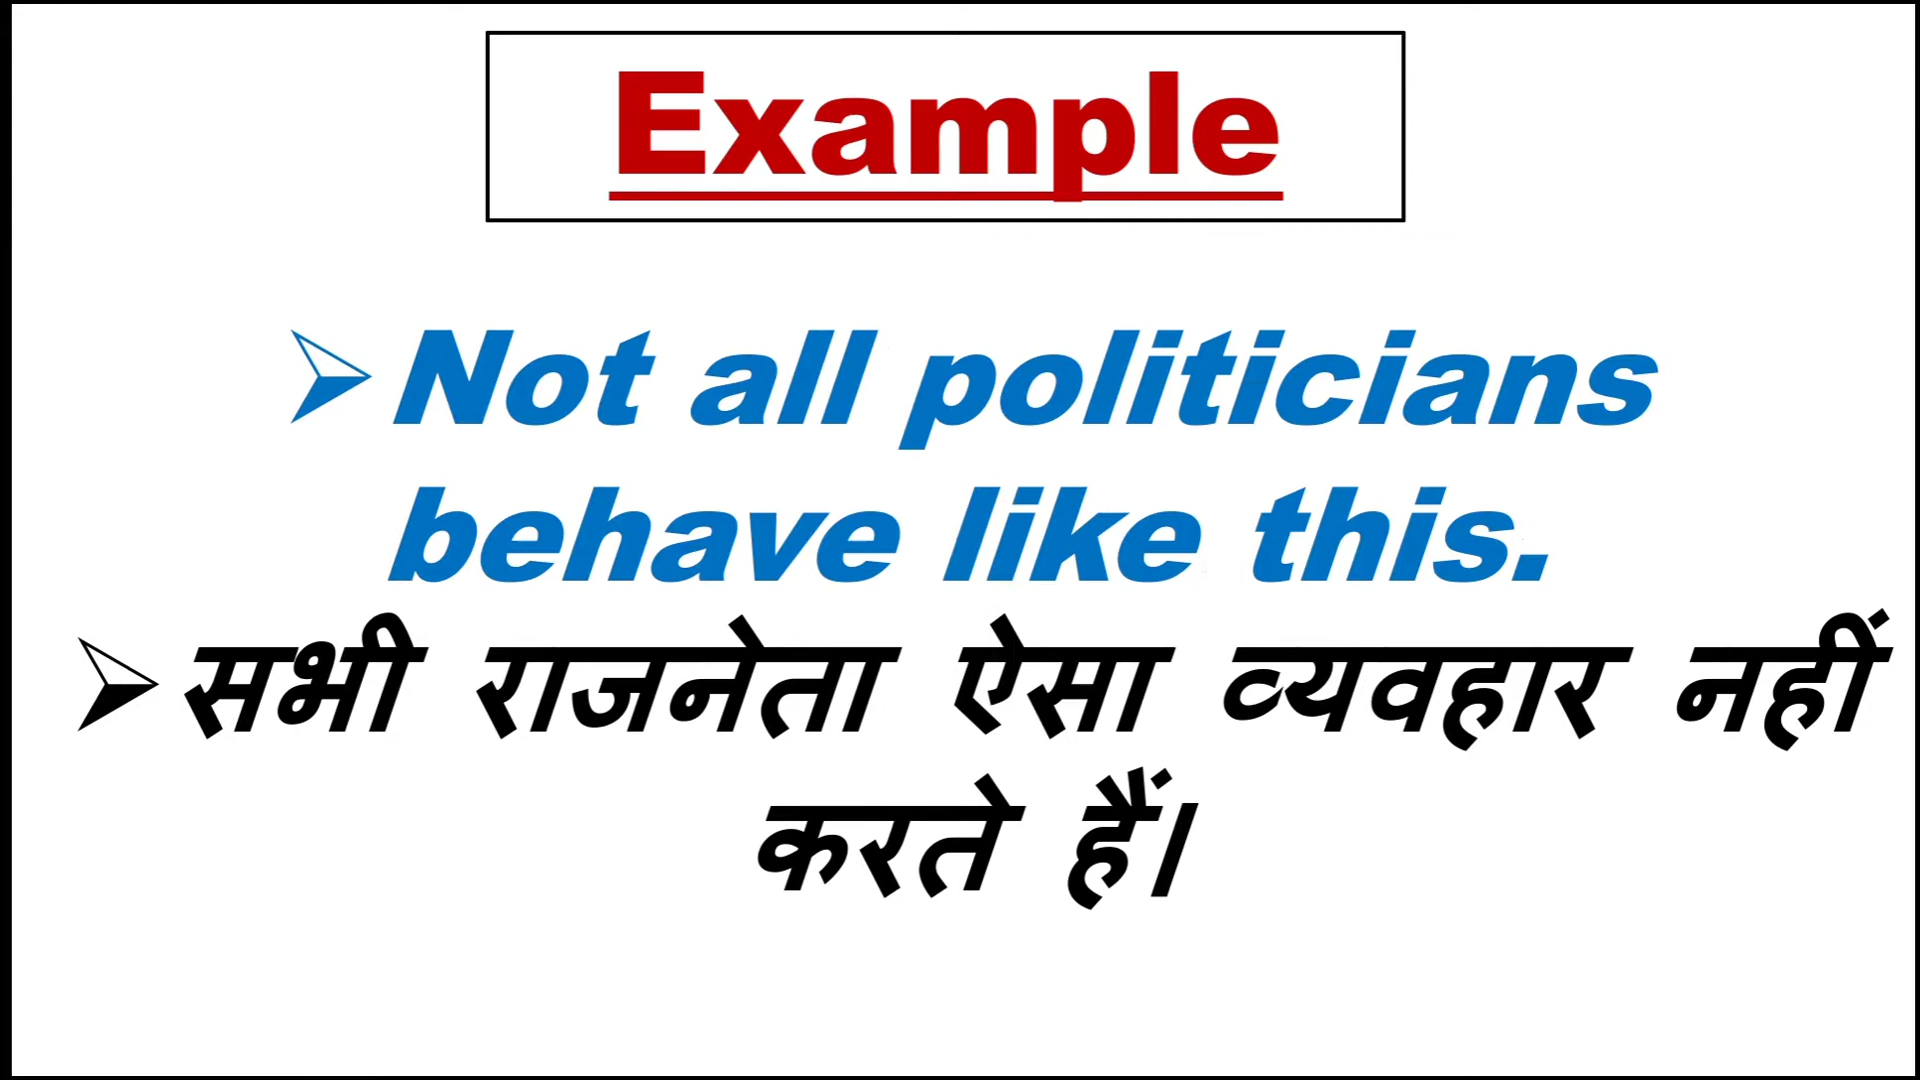 Example
➢Not all politicians
behave like this.
➢सभी राजनेता ऐसा व्यवहार नहीं
करते हैं।